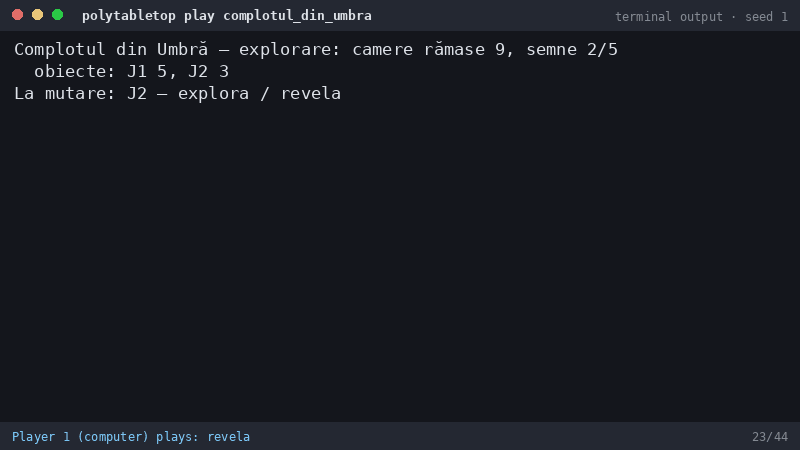 polytabletop play complotul_din_umbra
terminal output · seed 1
Complotul din Umbră — explorare: camere rămase 9, semne 2/5
obiecte: J1 5, J2 3
La mutare: J2 — explora / revela
Player 1 (computer) plays: revela
23/44